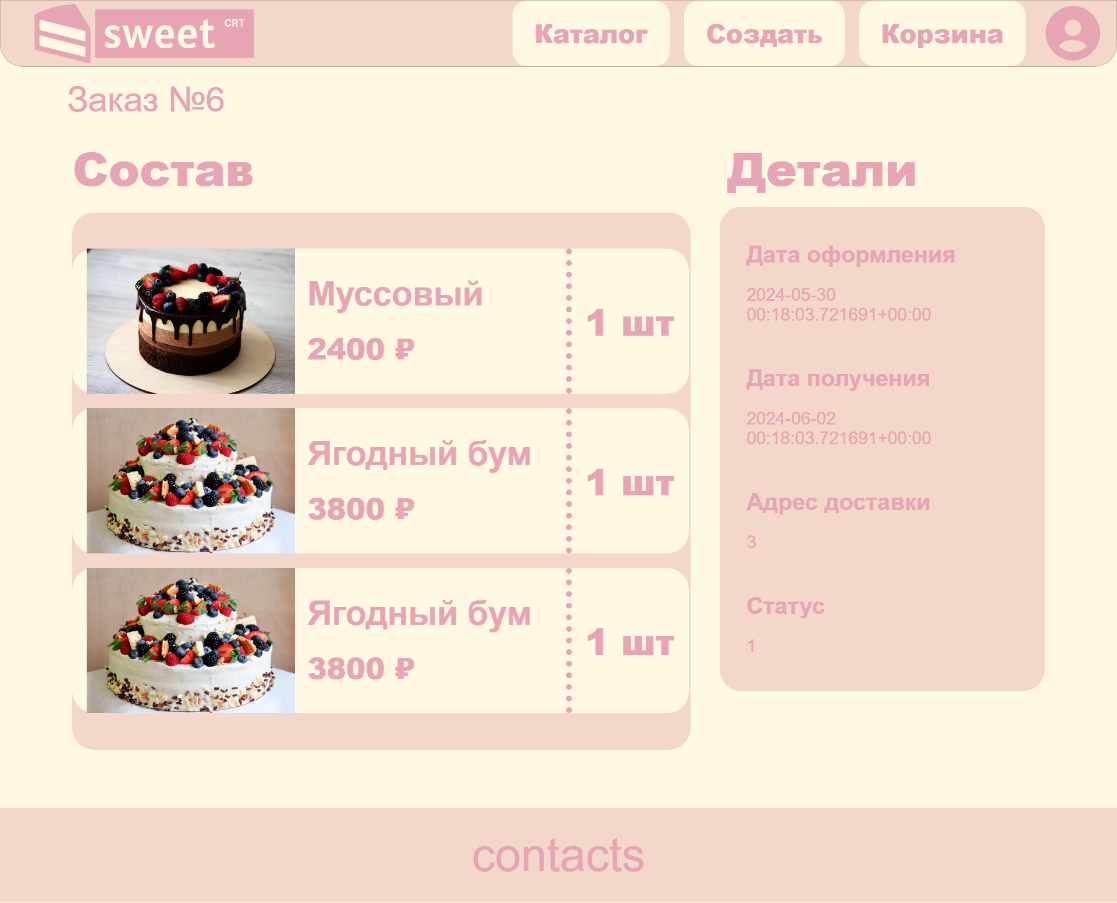 sweet CRT
Каталог
Создать
Корзина
Заказ №6
Состав
Муссовый
2400 ₽
1 шт
Ягодный бум
3800 ₽
1 шт
Ягодный бум
3800 ₽
1 шт
Детали
Дата оформления
2024-05-30
00:18:03.721691+00:00
Дата получения
2024-06-02
00:18:03.721691+00:00
Адрес доставки
3
Статус
1
contacts